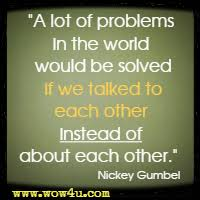 "A lot of problems
In the world
would be solved
If we talked to
each other
Instead of
about each other."
Nickey Gumbel
www.wow4u.com